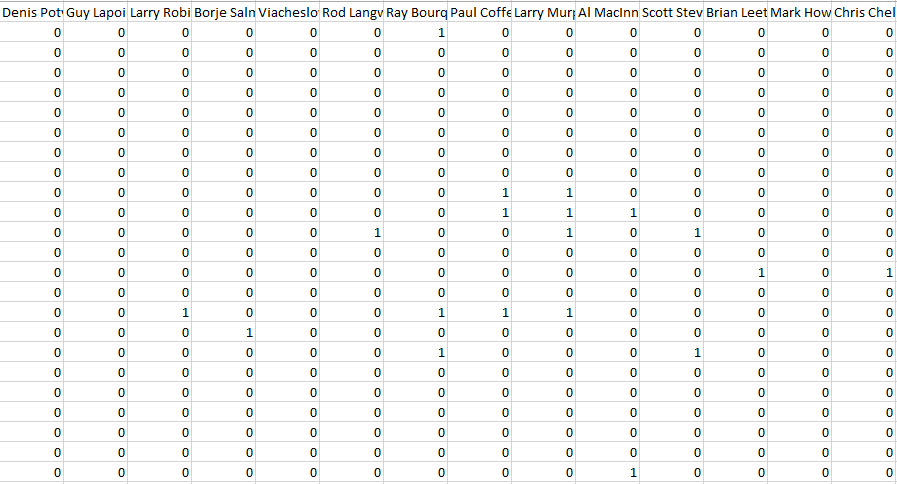 Denis Pot Guy Lapoi Larry Robi Borje Saln Viacheslo Rod Langv Ray Bourq Paul Coffe Larry Mur Al MacInn Scott Stev Brian Leet Mark How Chris Chel
0 0 0 0 0 0 1 0 0 0 0 0 0 0
0 0 0 0 0 0 0 0 0 0 0 0 0 0
0 0 0 0 0 0 0 0 0 0 0 0 0 0
0 0 0 0 0 0 0 0 0 0 0 0 0 0
0 0 0 0 0 0 0 0 0 0 0 0 0 0
0 0 0 0 0 0 0 0 0 0 0 0 0 0
0 0 0 0 0 0 0 0 0 0 0 0 0 0
0 0 0 0 0 0 0 0 0 0 0 0 0 0
0 0 0 0 0 0 0 1 1 0 0 0 0 0
0 0 0 0 0 0 0 1 1 1 0 0 0 0
0 0 0 0 0 1 0 0 1 0 1 0 0 0
0 0 0 0 0 0 0 0 0 0 0 0 0 0
0 0 0 0 0 0 0 0 0 0 0 1 0 1
0 0 0 0 0 0 0 0 0 0 0 0 0 0
0 0 1 0 0 0 1 1 1 0 0 0 0 0
0 0 0 1 0 0 0 0 0 0 0 0 0 0
0 0 0 0 0 0 1 0 0 0 1 0 0 0
0 0 0 0 0 0 0 0 0 0 0 0 0 0
0 0 0 0 0 0 0 0 0 0 0 0 0 0
0 0 0 0 0 0 0 0 0 0 0 0 0 0
0 0 0 0 0 0 0 0 0 0 0 0 0 0
0 0 0 0 0 0 0 0 0 0 0 0 0 0
0 0 0 0 0 0 0 0 0 1 0 0 0 0